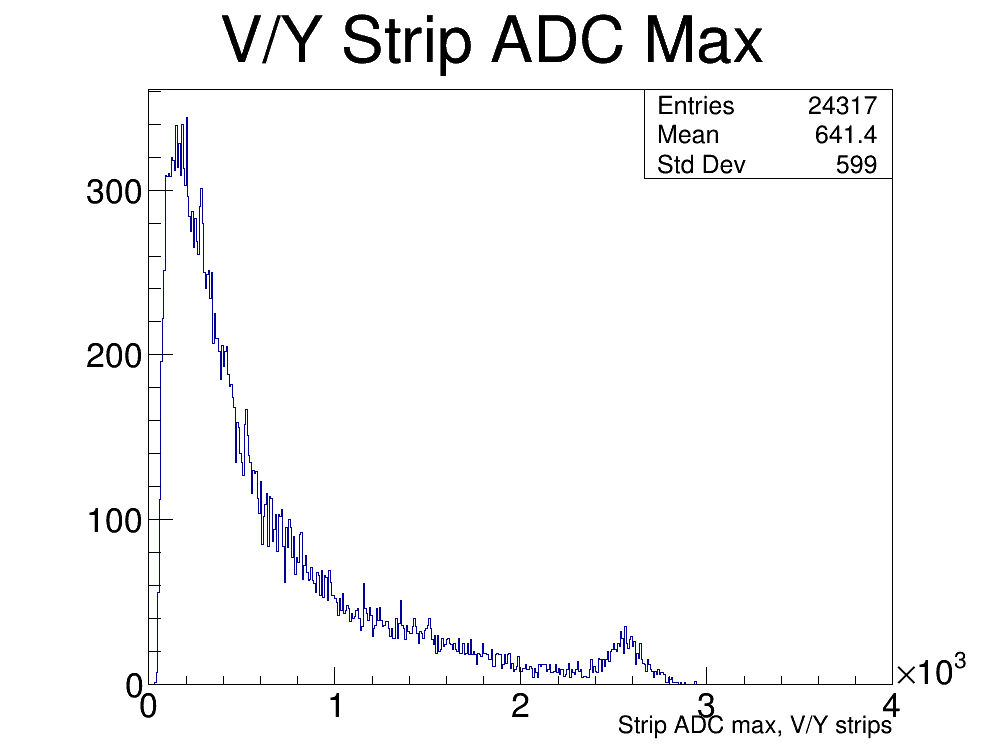 V/Y Strip ADC Max
Entries 24317
Mean 641.4
Std Dev 599
300
200
100
0
0 1 2 3 4
×10³
Strip ADC max, V/Y strips